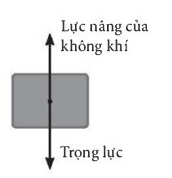 Lực nâng của
không khí
Trọng lực